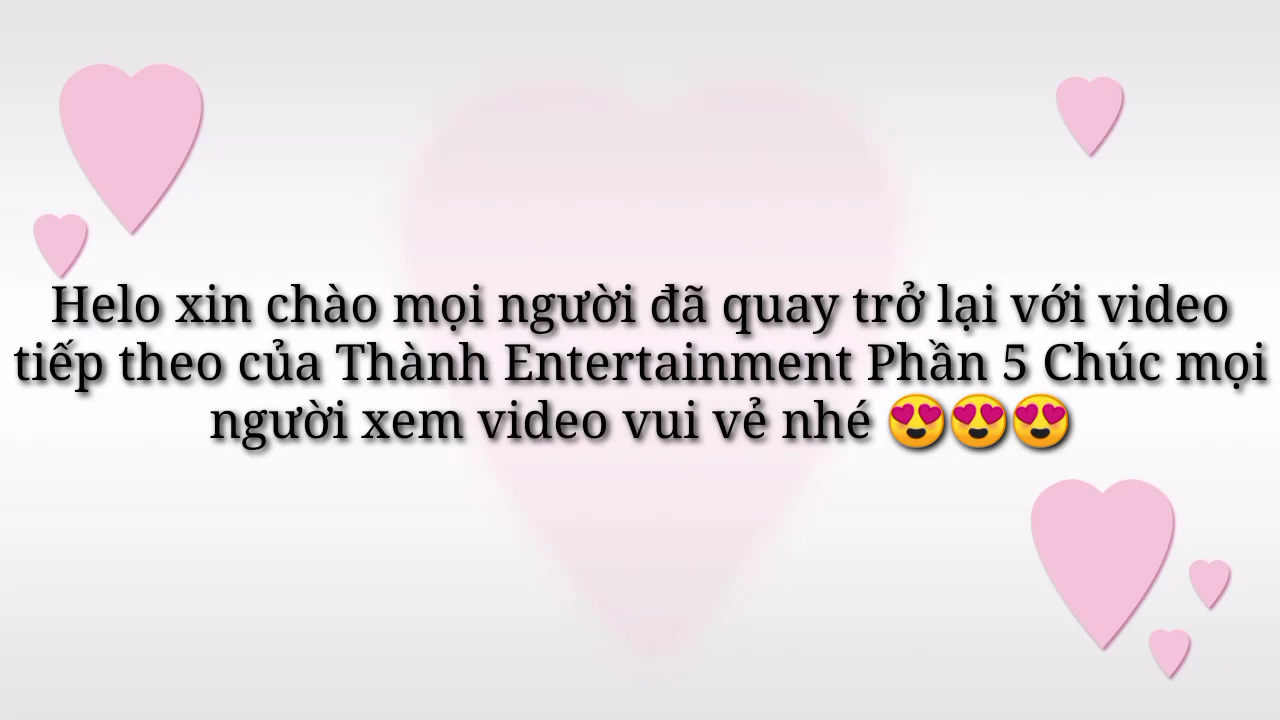 Helo xin chào mọi người đã quay trở lại với video
tiếp theo của Thành Entertainment Phần 5 Chúc mọi
người xem video vui vẻ nhé 😍😍😍